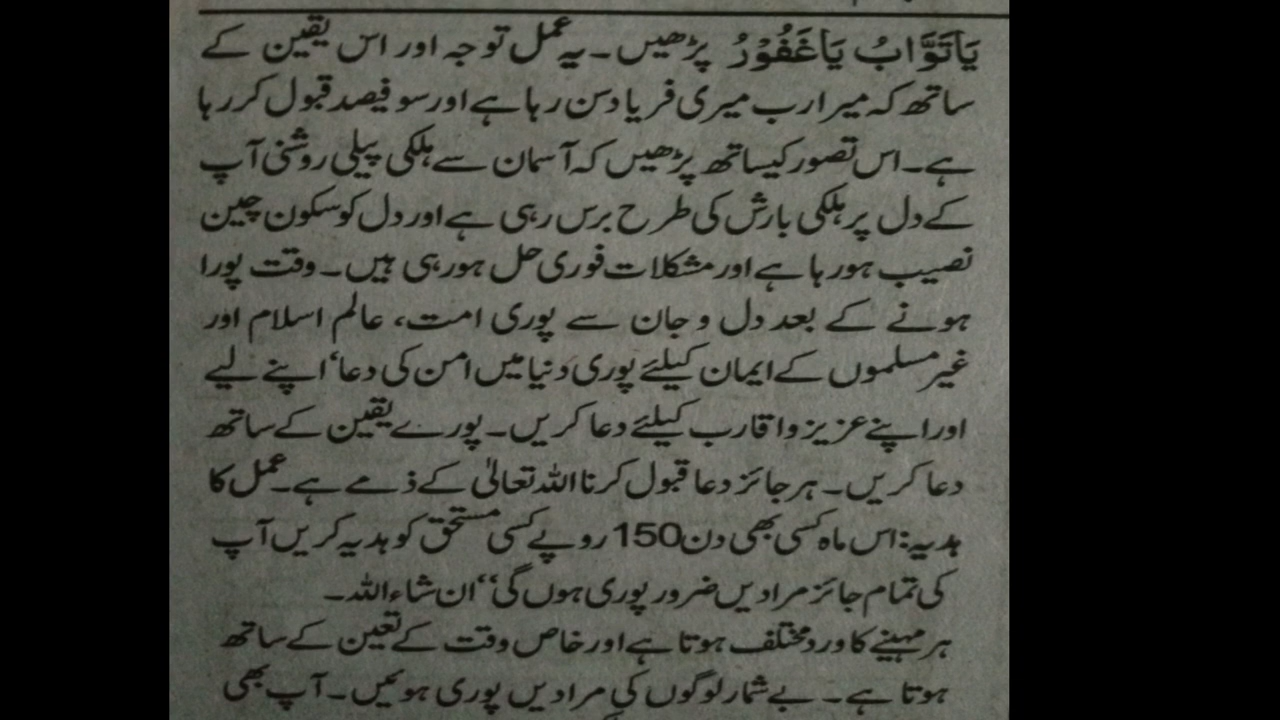 یَاتَوَّابُ یَاغَفُوْرُ پڑھیں۔ یہ عمل توجہ اور اس یقین کے
ساتھ کہ میرا رب میری فریاد سن رہا ہے اور سو فیصد قبول کر رہا
ہے۔ اس تصور کیساتھ پڑھیں کہ آسمان سے ہلکی پیلی روشنی آپ
کے دل پر ہلکی بارش کی طرح برس رہی ہے اور دل کو سکون چین
نصیب ہو رہا ہے اور مشکلات فوری حل ہو رہی ہیں۔ وقت پورا
ہونے کے بعد دل و جان سے پوری امت، عالم اسلام اور
غیر مسلموں کے ایمان کیلئے پوری دنیا میں امن کی دعا‘ اپنے لیے
اور اپنے عزیز و اقارب کیلئے دعا کریں۔ پورے یقین کے ساتھ
دعا کریں۔ ہر جائز دعا قبول کرنا اللہ تعالیٰ کے ذمے ہے۔ عمل کا
ہدیہ: اس ماہ کسی بھی دن 150 روپے کسی مستحق کو ہدیہ کریں آپ
کی تمام جائز مرادیں ضرور پوری ہوں گی“ ان شاء اللہ۔
ہر مہینے کا ورد مختلف ہوتا ہے اور خاص وقت کے تعین کے ساتھ
ہوتا ہے۔ بے شمار لوگوں کی مرادیں پوری ہوئیں۔ آپ بھی